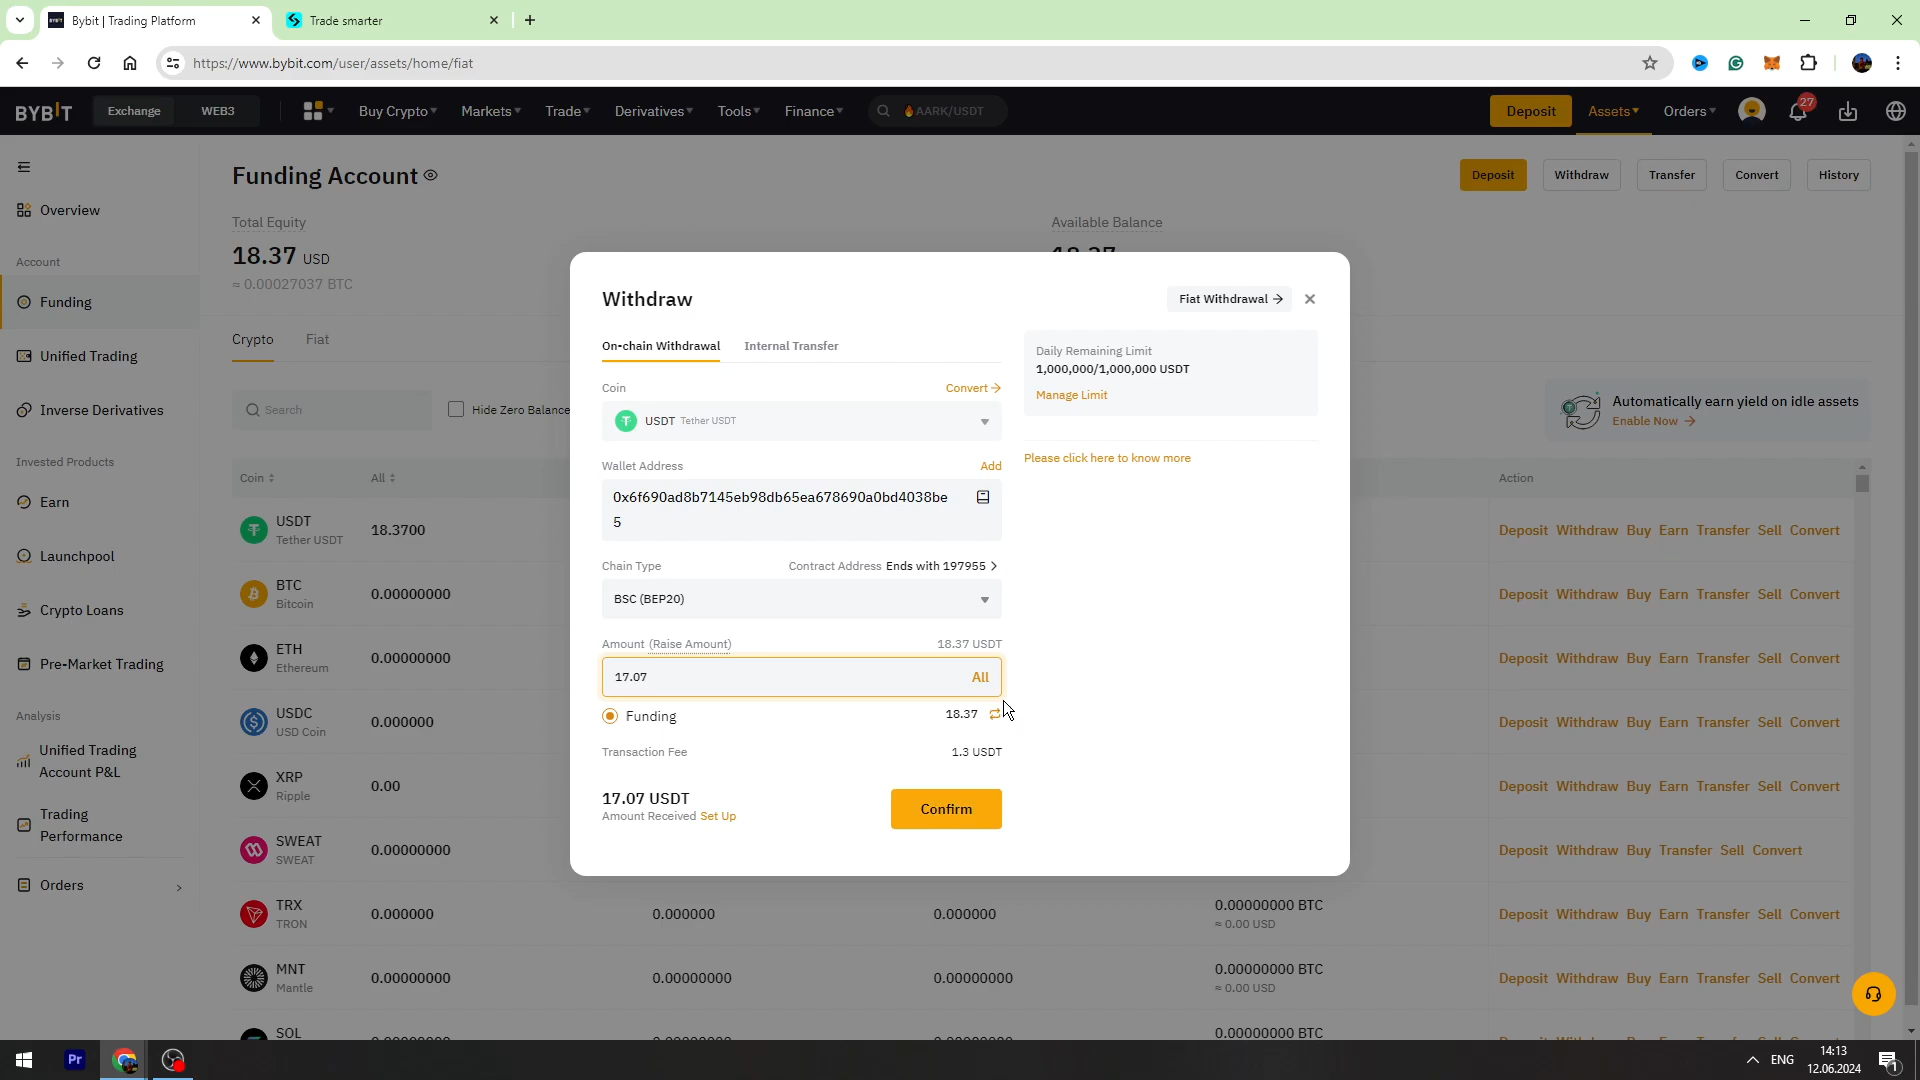 Bybit | Trading Platform
Trade smarter
https://www.bybit.com/user/assets/home/fiat
BYBIT
Exchange
WEB3
Buy Crypto
Markets
Trade
Derivatives
Tools
Finance
AARK/USDT
Deposit
Assets
Orders
27
Funding Account
Deposit
Withdraw
Transfer
Convert
History
Overview
Total Equity
18.37 USD
≈ 0.00027037 BTC
Available Balance
18.37
Account
Funding
Unified Trading
Inverse Derivatives
Invested Products
Earn
Launchpool
Crypto Loans
Pre-Market Trading
Analysis
Unified Trading
Account P&L
Trading
Performance
Orders
Crypto
Fiat
Search
Hide Zero Balance
Automatically earn yield on idle assets
Enable Now
Coin
All
Action
USDT
Tether USDT
18.3700
Deposit Withdraw Buy Earn Transfer Sell Convert
BTC
Bitcoin
0.00000000
Deposit Withdraw Buy Earn Transfer Sell Convert
ETH
Ethereum
0.00000000
Deposit Withdraw Buy Earn Transfer Sell Convert
USDC
USD Coin
0.000000
Deposit Withdraw Buy Earn Transfer Sell Convert
XRP
Ripple
0.00
Deposit Withdraw Buy Earn Transfer Sell Convert
SWEAT
SWEAT
0.00000000
Deposit Withdraw Buy Transfer Sell Convert
TRX
TRON
0.000000
0.000000
0.000000
0.00000000 BTC
≈ 0.00 USD
Deposit Withdraw Buy Earn Transfer Sell Convert
MNT
Mantle
0.00000000
0.00000000
0.00000000
0.00000000 BTC
≈ 0.00 USD
Deposit Withdraw Buy Earn Transfer Sell Convert
SOL
0.00000000 BTC
Withdraw
Fiat Withdrawal
On-chain Withdrawal
Internal Transfer
Coin
Convert
USDT Tether USDT
Wallet Address
Add
0x6f690ad8b7145eb98db65ea678690a0bd4038be
5
Chain Type
Contract Address Ends with 197955
BSC (BEP20)
Amount (Raise Amount)
18.37 USDT
17.07
All
Funding
18.37
Transaction Fee
1.3 USDT
17.07 USDT
Amount Received Set Up
Confirm
Daily Remaining Limit
1,000,000/1,000,000 USDT
Manage Limit
Please click here to know more
Pr
ENG
14:13
12.06.2024
1